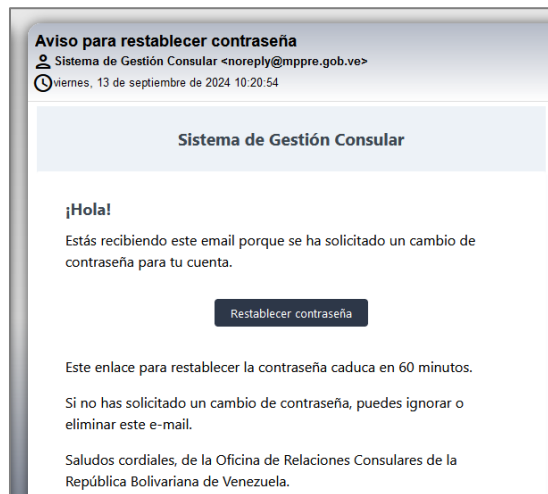 Aviso para restablecer contraseña
Sistema de Gestión Consular <noreply@mppre.gob.ve>
viernes, 13 de septiembre de 2024 10:20:54
Sistema de Gestión Consular
¡Hola!
Estás recibiendo este email porque se ha solicitado un cambio de
contraseña para tu cuenta.
Restablecer contraseña
Este enlace para restablecer la contraseña caduca en 60 minutos.
Si no has solicitado un cambio de contraseña, puedes ignorar o
eliminar este e-mail.
Saludos cordiales, de la Oficina de Relaciones Consulares de la
República Bolivariana de Venezuela.